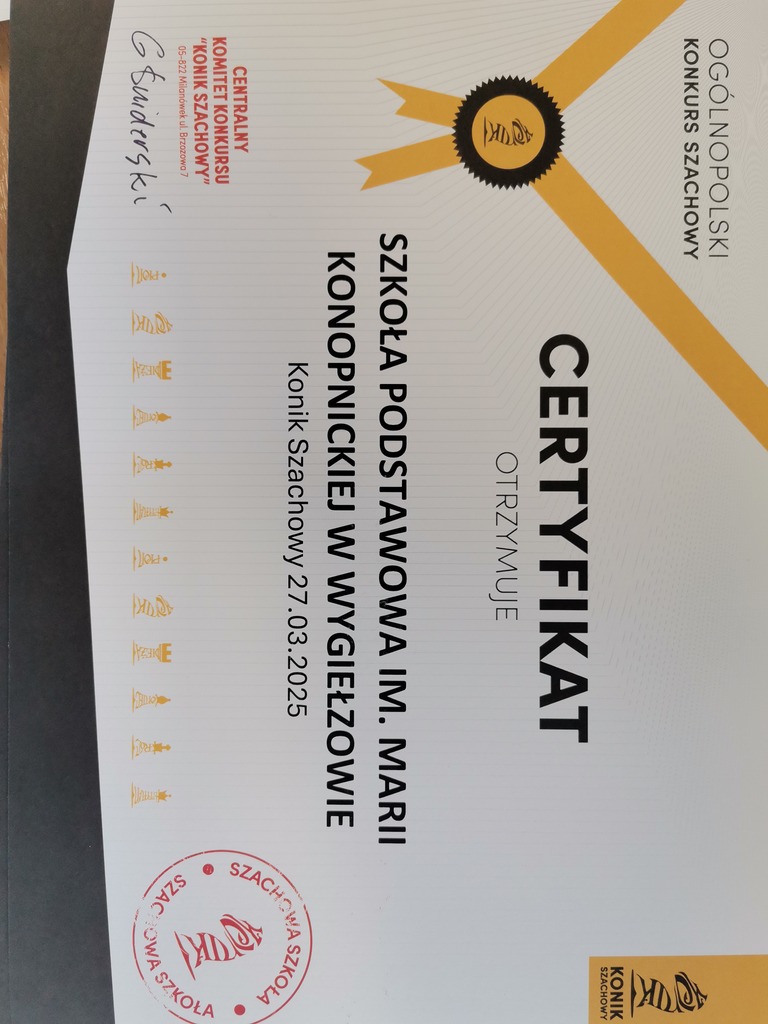 OGÓLNOPOLSKI
KONKURS SZACHOWY
CERTYFIKAT
OTRZYMUJE
SZKOŁA PODSTAWOWA IM. MARII
KONOPNICKIEJ W WYGIEŁZOWIE
Konik Szachowy 27.03.2025
CENTRALNY
KOMITET KONKURSU
"KONIK SZACHOWY"
05-822 Milanówek ul. Brzozowa 7
SZACHOWA SZKOŁA
SZACHOWA SZKOŁA
KONIK
SZACHOWY